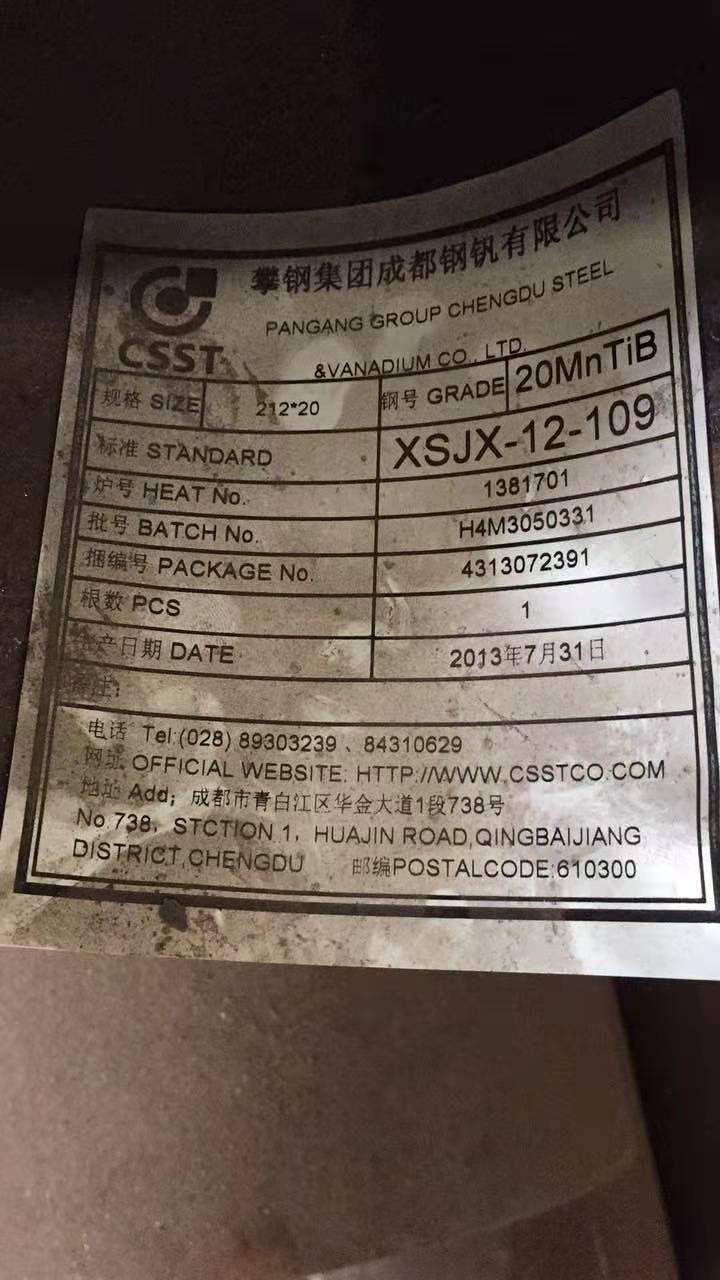 攀钢集团成都钢钒有限公司
PANGANG GROUP CHENGDU STEEL
&VANADIUM CO., LTD.
CSST
规格 SIZE 212*20 钢号 GRADE 20MnTiB
标准 STANDARD XSJX-12-109
炉号 HEAT No. 1381701
批号 BATCH No. H4M3050331
捆编号 PACKAGE No. 4313072391
根数 PCS 1
生产日期 DATE 2013年7月31日
备注:
电话 Tel:(028) 89303239 、84310629
网址 OFFICIAL WEBSITE: HTTP://WWW.CSSTCO.COM
地址 Add; 成都市青白江区华金大道1段738号
No.738, STCTION 1, HUAJIN ROAD,QINGBAIJIANG
DISTRICT,CHENGDU 邮编POSTALCODE:610300